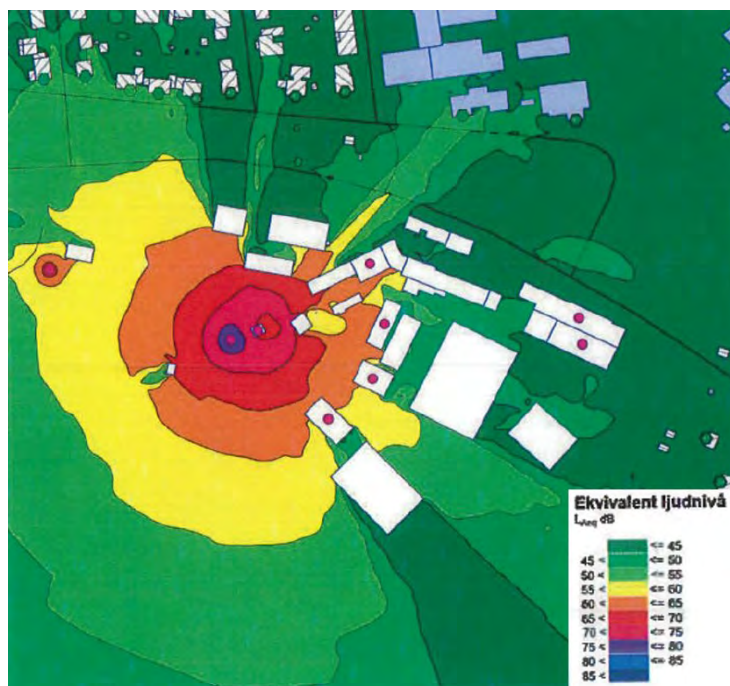 Ekvivalent ljudnivå
L_Aeq dB
<= 45
45 < <= 50
50 < <= 55
55 < <= 60
60 < <= 65
65 < <= 70
70 < <= 75
75 < <= 80
80 < <= 85
85 <